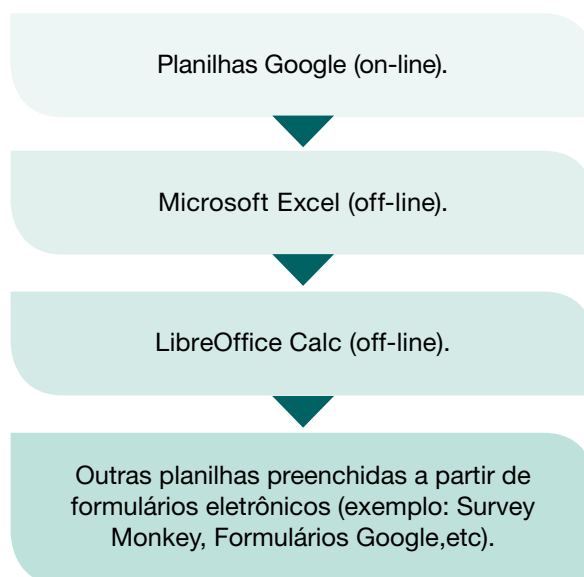 Planilhas Google (on-line).
Microsoft Excel (off-line).
LibreOffice Calc (off-line).
Outras planilhas preenchidas a partir de
formulários eletrônicos (exemplo: Survey
Monkey, Formulários Google,etc).